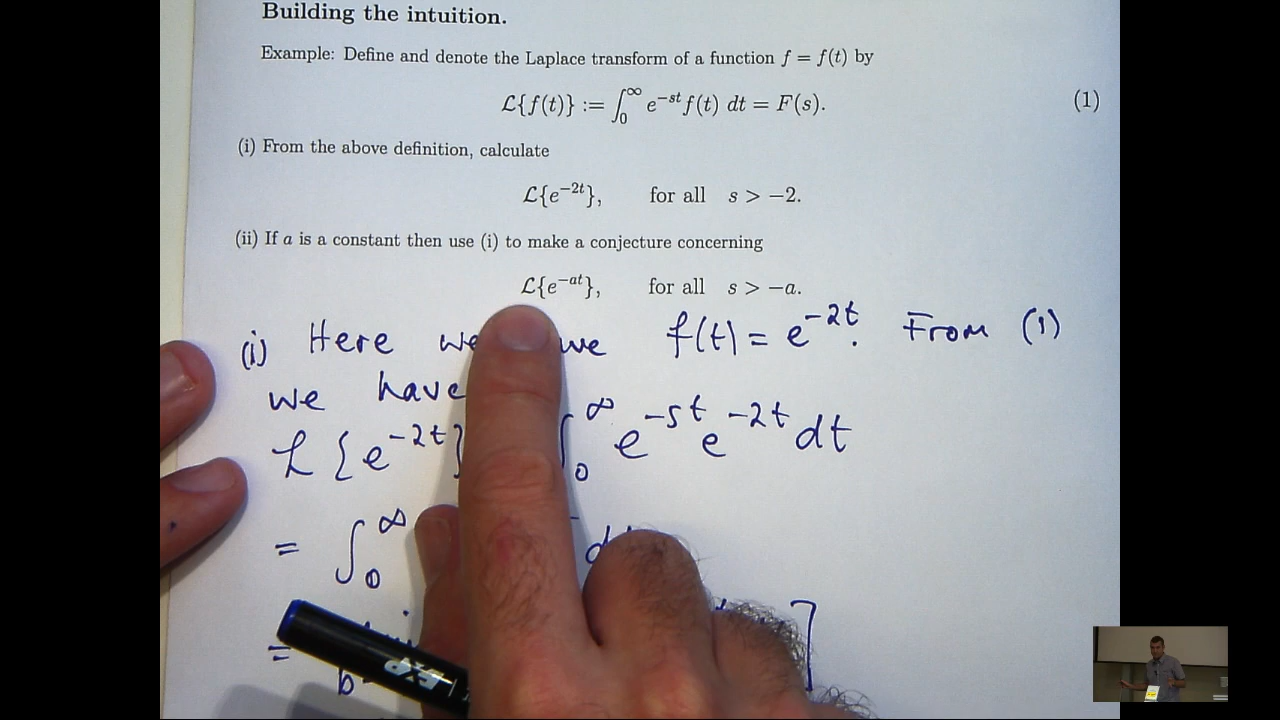 Building the intuition.
Example: Define and denote the Laplace transform of a function f = f(t) by
ℒ{f(t)} := ∫₀^∞ e^{-st} f(t) dt = F(s). (1)
(i) From the above definition, calculate
ℒ{e^{-2t}}, for all s > -2.
(ii) If a is a constant then use (i) to make a conjecture concerning
ℒ{e^{-at}}, for all s > -a.
(i) Here we f(t) = e^{-2t}. From (1)
we have
ℒ{e^{-2t}} ∫₀^∞ e^{-st} e^{-2t} dt
= ∫₀^∞
= ]
EXP